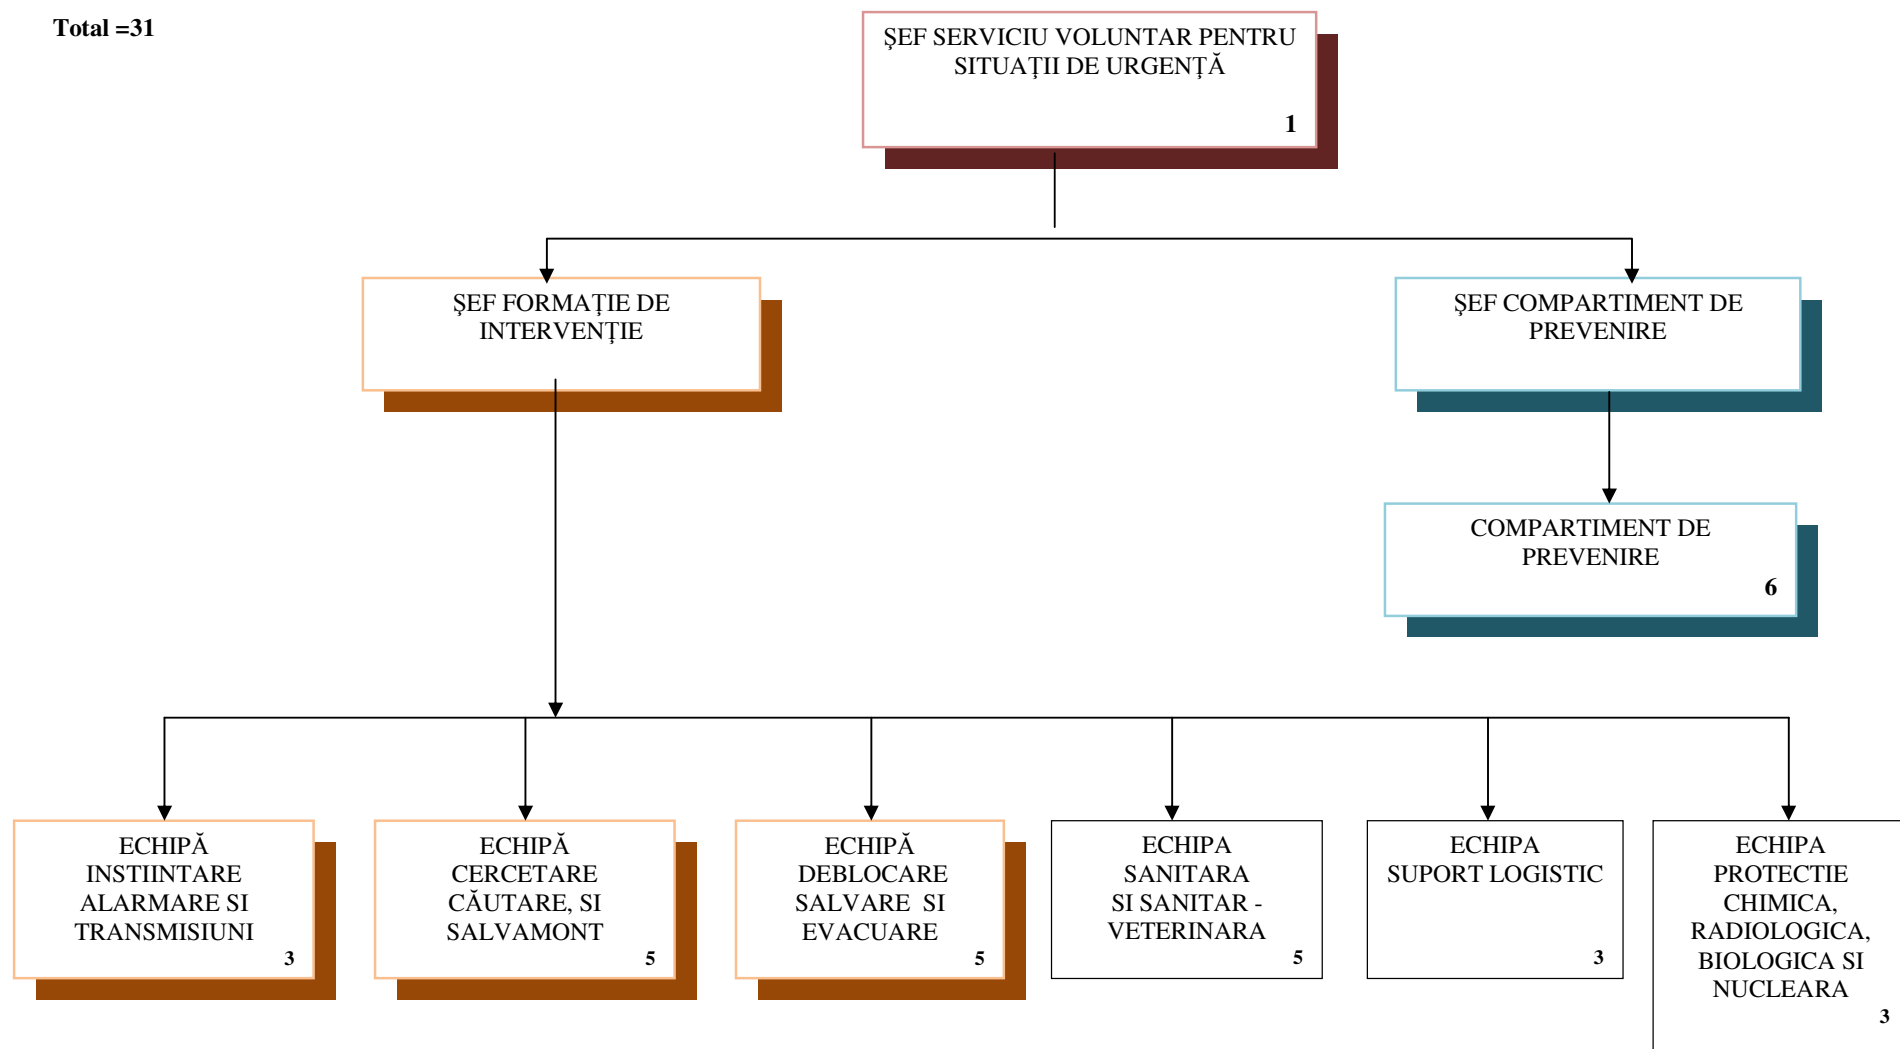 Total =31
ŞEF SERVICIU VOLUNTAR PENTRU
SITUAŢII DE URGENŢĂ
1
ŞEF FORMAŢIE DE
INTERVENŢIE
ŞEF COMPARTIMENT DE
PREVENIRE
COMPARTIMENT DE
PREVENIRE
6
ECHIPĂ
INSTIINTARE
ALARMARE SI
TRANSMISIUNI
3
ECHIPĂ
CERCETARE
CĂUTARE, SI
SALVAMONT
5
ECHIPĂ
DEBLOCARE
SALVARE SI
EVACUARE
5
ECHIPA
SANITARA
SI SANITAR -
VETERINARA
5
ECHIPA
SUPORT LOGISTIC
3
ECHIPA
PROTECTIE
CHIMICA,
RADIOLOGICA,
BIOLOGICA SI
NUCLEARA
3